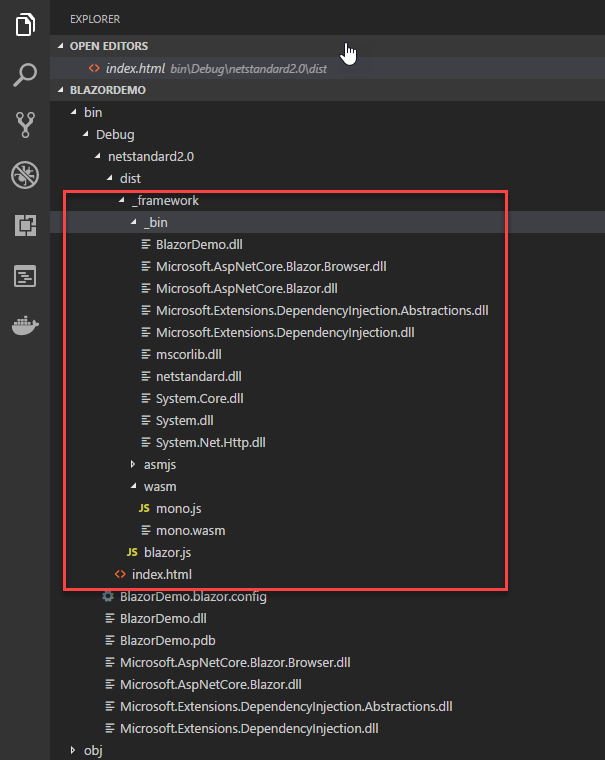 EXPLORER
OPEN EDITORS
<> index.html bin\Debug\netstandard2.0\dist
BLAZORDEMO
bin
Debug
netstandard2.0
dist
_framework
_bin
BlazorDemo.dll
Microsoft.AspNetCore.Blazor.Browser.dll
Microsoft.AspNetCore.Blazor.dll
Microsoft.Extensions.DependencyInjection.Abstractions.dll
Microsoft.Extensions.DependencyInjection.dll
mscorlib.dll
netstandard.dll
System.Core.dll
System.dll
System.Net.Http.dll
asmjs
wasm
JS mono.js
mono.wasm
JS blazor.js
<> index.html
BlazorDemo.blazor.config
BlazorDemo.dll
BlazorDemo.pdb
Microsoft.AspNetCore.Blazor.Browser.dll
Microsoft.AspNetCore.Blazor.dll
Microsoft.Extensions.DependencyInjection.Abstractions.dll
Microsoft.Extensions.DependencyInjection.dll
obj